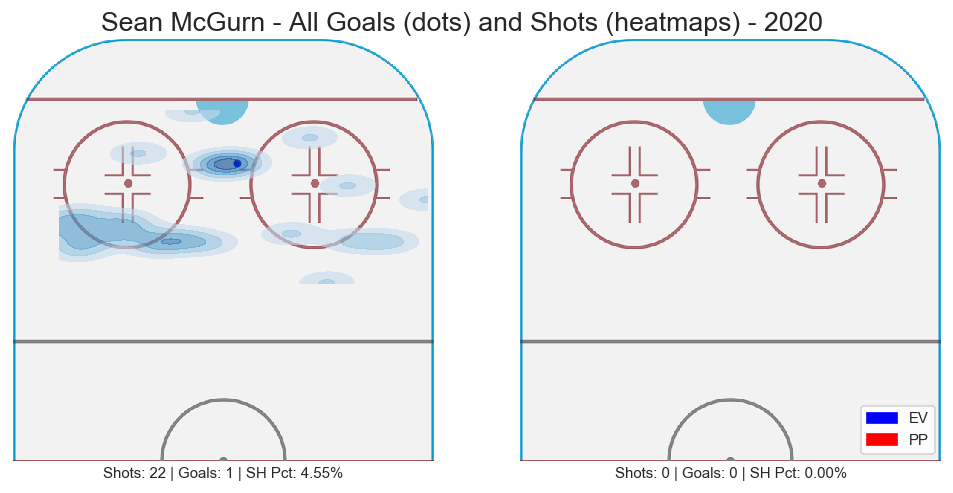 Sean McGurn - All Goals (dots) and Shots (heatmaps) - 2020
EV
PP
Shots: 22 | Goals: 1 | SH Pct: 4.55%
Shots: 0 | Goals: 0 | SH Pct: 0.00%